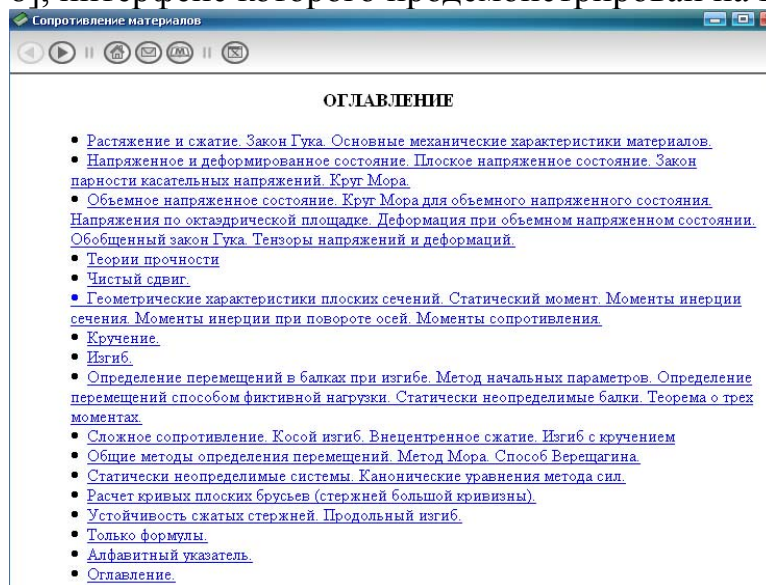 о], интерфейс которого продемонстрирован на
Сопротивление материалов
ОГЛАВЛЕНИЕ
• Растяжение и сжатие. Закон Гука. Основные механические характеристики материалов.
• Напряженное и деформированное состояние. Плоское напряженное состояние. Закон
парности касательных напряжений. Круг Мора.
• Объемное напряженное состояние. Круг Мора для объемного напряженного состояния.
Напряжения по октаэдрической площадке. Деформация при объемном напряженном состоянии.
Обобщенный закон Гука. Тензоры напряжений и деформаций.
• Теории прочности
• Чистый сдвиг.
• Геометрические характеристики плоских сечений. Статический момент. Моменты инерции
сечения. Моменты инерции при повороте осей. Моменты сопротивления.
• Кручение.
• Изгиб.
• Определение перемещений в балках при изгибе. Метод начальных параметров. Определение
перемещений способом фиктивной нагрузки. Статически неопределимые балки. Теорема о трех
моментах.
• Сложное сопротивление. Косой изгиб. Внецентренное сжатие. Изгиб с кручением
• Общие методы определения перемещений. Метод Мора. Способ Верещагина.
• Статически неопределимые системы. Канонические уравнения метода сил.
• Расчет кривых плоских брусьев (стержней большой кривизны).
• Устойчивость сжатых стержней. Продольный изгиб.
• Только формулы.
• Алфавитный указатель.
• Оглавление.